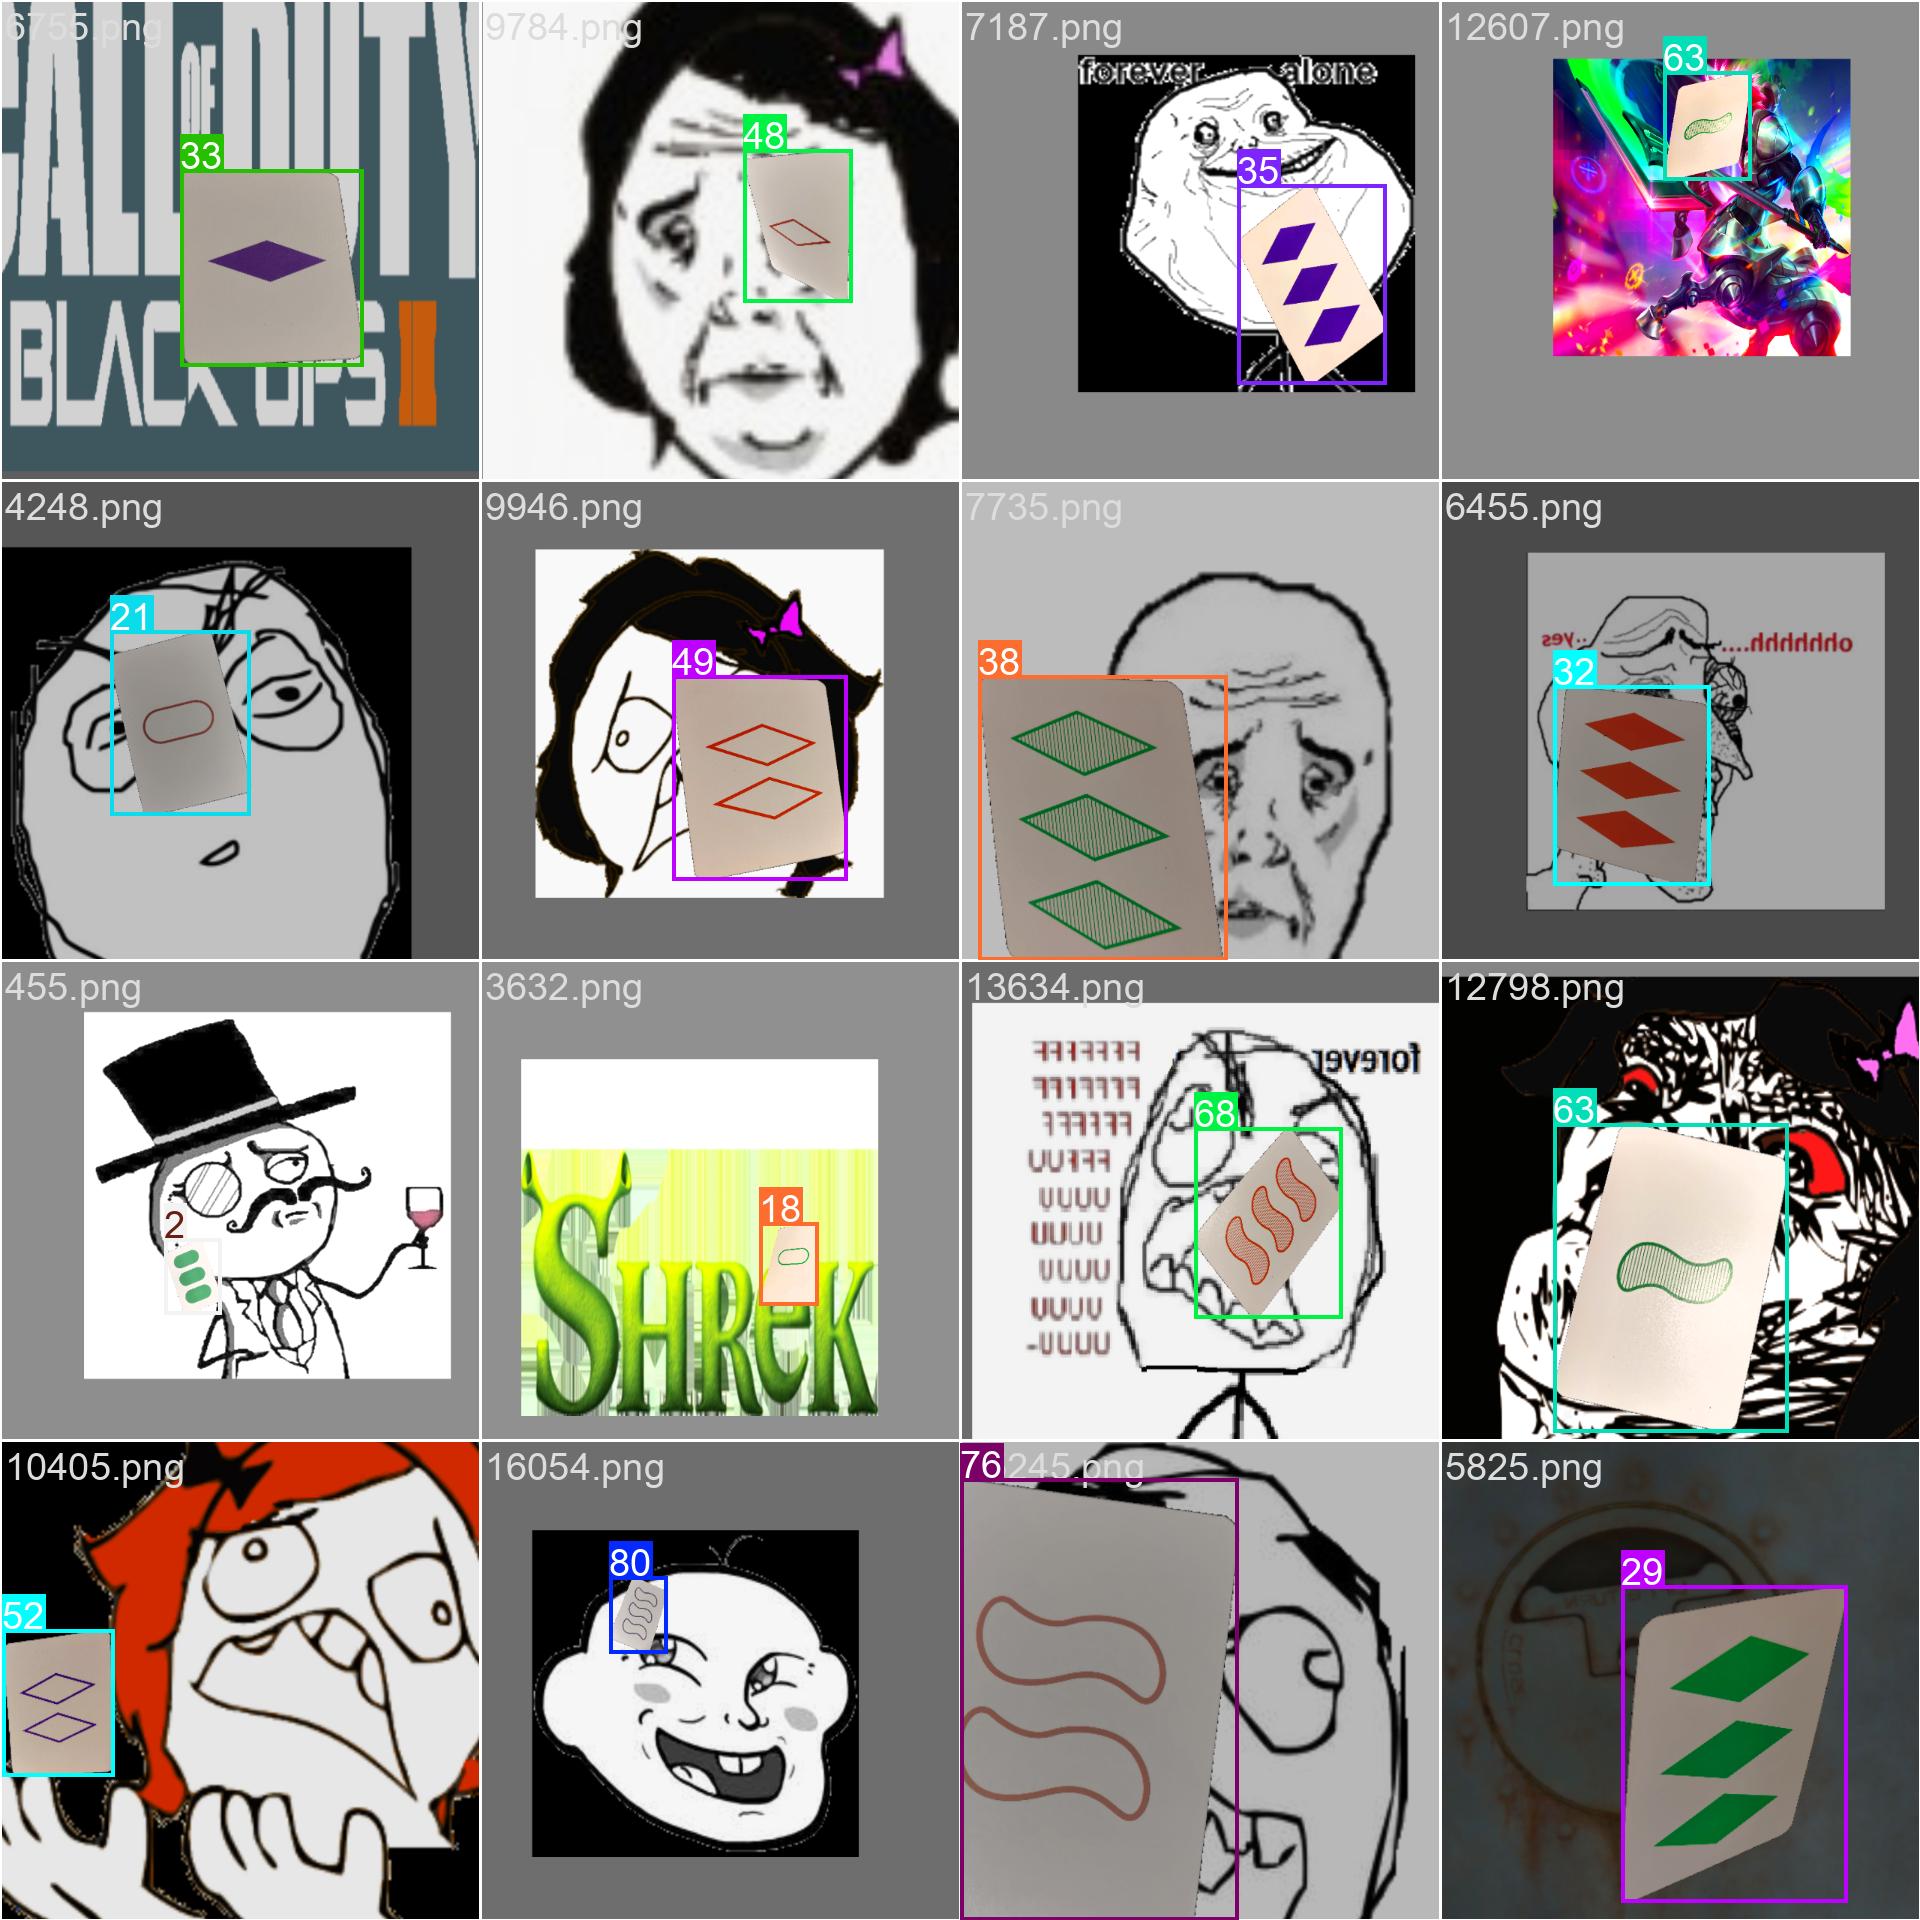 6755.png
CALL OF DUTY
33
BLACK OPS II
9784.png
48
7187.png
forever alone
35
12607.png
63
4248.png
21
9946.png
49
7735.png
38
6455.png
ohhhhhh....
..yes
32
455.png
2
3632.png
18
SHREK
13634.png
forever
FFFFFFF
FFFFFFF
FFFFFF
FFFUU
UUUU
UUUU
UUUU
UUUU
UUUU-
68
12798.png
63
10405.png
52
16054.png
80
76
245.png
5825.png
29